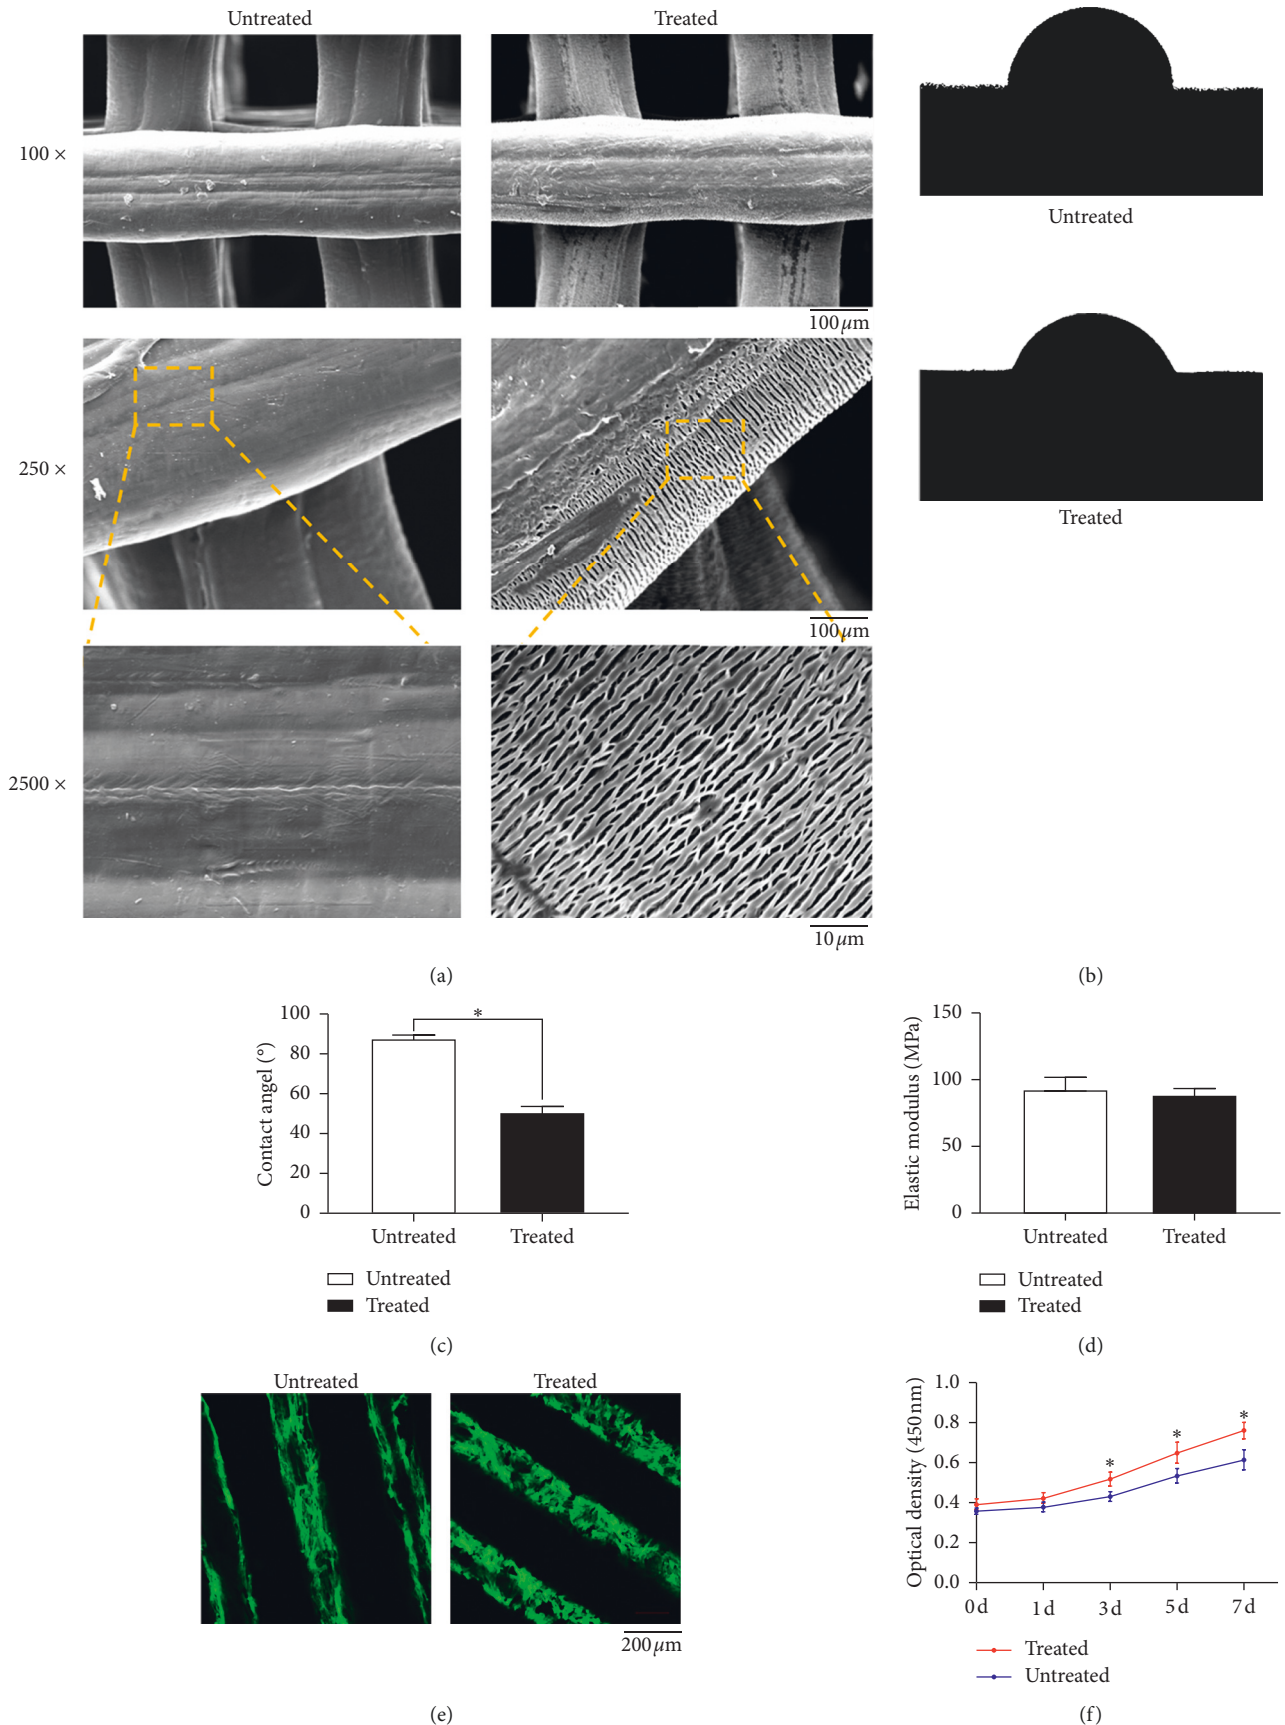 Untreated
Treated
100 ×
100 μm
250 ×
100 μm
2500 ×
10 μm
(a)
Untreated
Treated
(b)
Contact angel (°)
100
80
60
40
20
0
*
Untreated
Treated
Untreated
Treated
(c)
Elastic modulus (MPa)
150
100
50
0
Untreated
Treated
Untreated
Treated
(d)
Untreated
Treated
200 μm
(e)
Optical density (450 nm)
1.0
0.8
0.6
0.4
0.2
0.0
*
*
*
0 d
1 d
3 d
5 d
7 d
Treated
Untreated
(f)